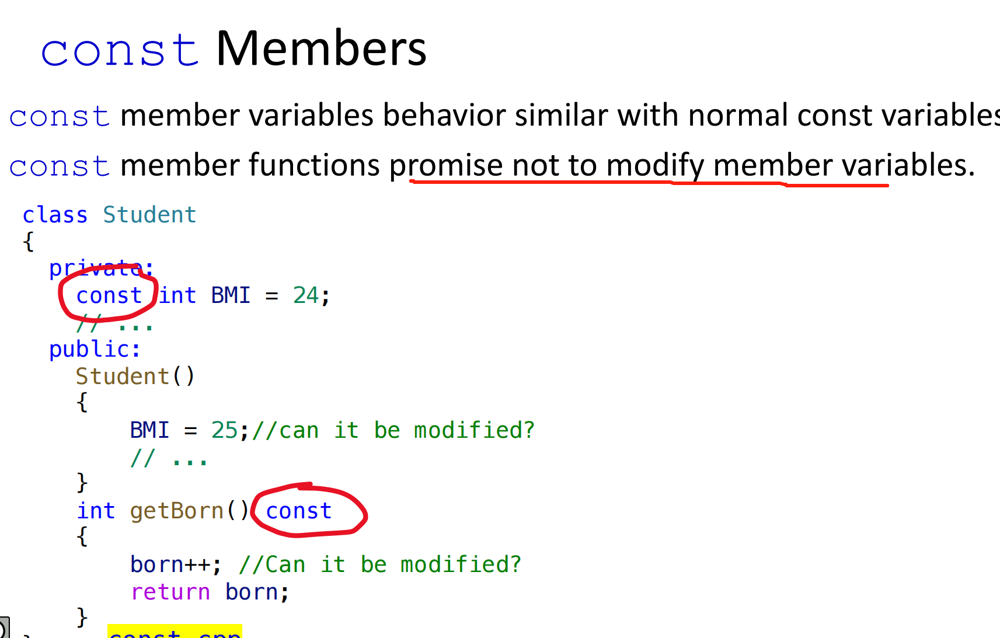 const Members
const member variables behavior similar with normal const variables
const member functions promise not to modify member variables.
class Student
{
private:
const int BMI = 24;
// ...
public:
Student()
{
BMI = 25;//can it be modified?
// ...
}
int getBorn() const
{
born++; //Can it be modified?
return born;
}
const.cpp